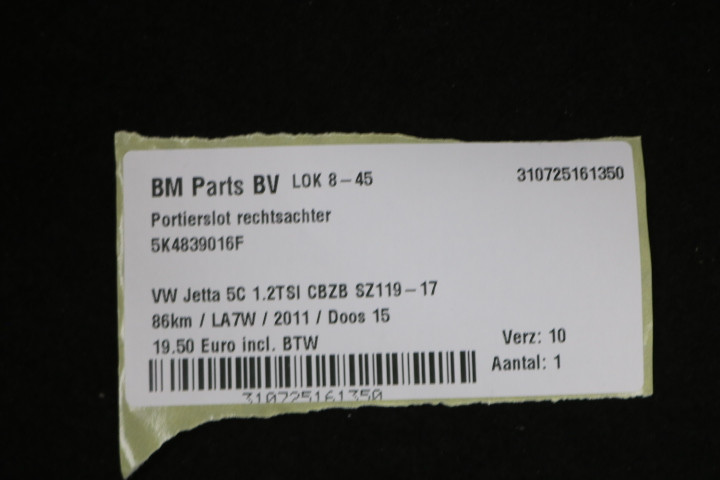 BM Parts BV LOK 8-45 310725161350
Portierslot rechtsachter
5K4839016F
VW Jetta 5C 1.2TSI CBZB SZ119-17
86km / LA7W / 2011 / Doos 15
19.50 Euro incl. BTW
Verz: 10
Aantal: 1
310725161350